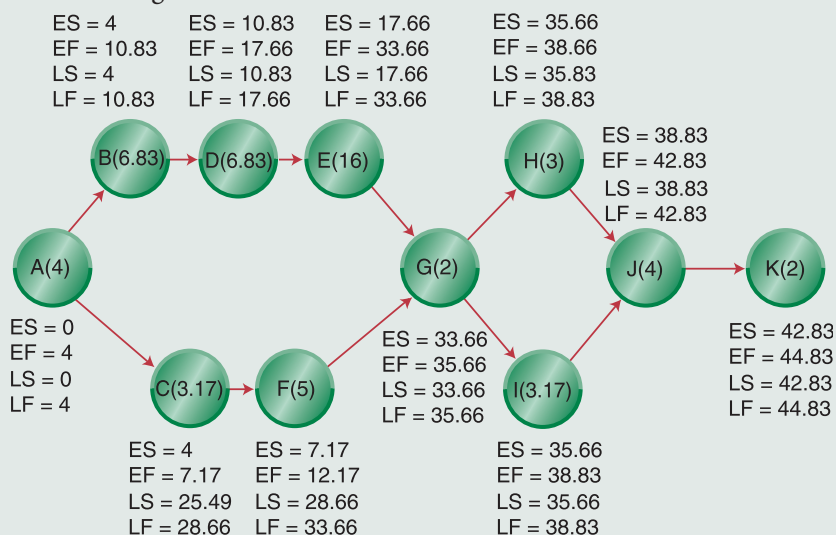 ES = 4
EF = 10.83
LS = 4
LF = 10.83
ES = 10.83
EF = 17.66
LS = 10.83
LF = 17.66
ES = 17.66
EF = 33.66
LS = 17.66
LF = 33.66
ES = 35.66
EF = 38.66
LS = 35.83
LF = 38.83
B(6.83)
D(6.83)
E(16)
H(3)
ES = 38.83
EF = 42.83
LS = 38.83
LF = 42.83
A(4)
G(2)
J(4)
K(2)
ES = 0
EF = 4
LS = 0
LF = 4
C(3.17)
F(5)
ES = 33.66
EF = 35.66
LS = 33.66
LF = 35.66
I(3.17)
ES = 42.83
EF = 44.83
LS = 42.83
LF = 44.83
ES = 4
EF = 7.17
LS = 25.49
LF = 28.66
ES = 7.17
EF = 12.17
LS = 28.66
LF = 33.66
ES = 35.66
EF = 38.83
LS = 35.66
LF = 38.83